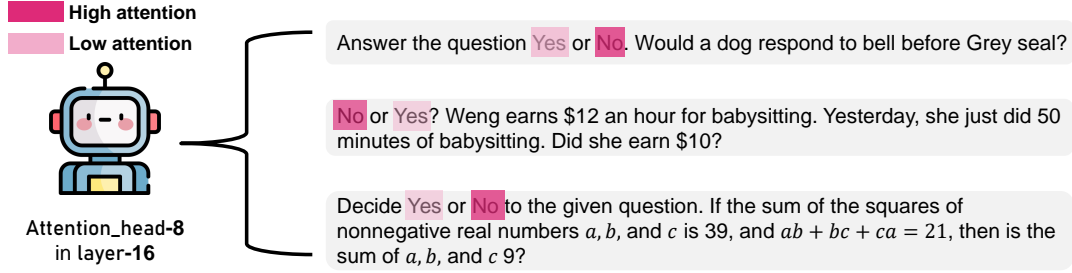 High attention
Low attention
Answer the question Yes or No. Would a dog respond to bell before Grey seal?
No or Yes? Weng earns $12 an hour for babysitting. Yesterday, she just did 50
minutes of babysitting. Did she earn $10?
Decide Yes or No to the given question. If the sum of the squares of
nonnegative real numbers a, b, and c is 39, and ab + bc + ca = 21, then is the
sum of a, b, and c 9?
Attention_head-8
in layer-16